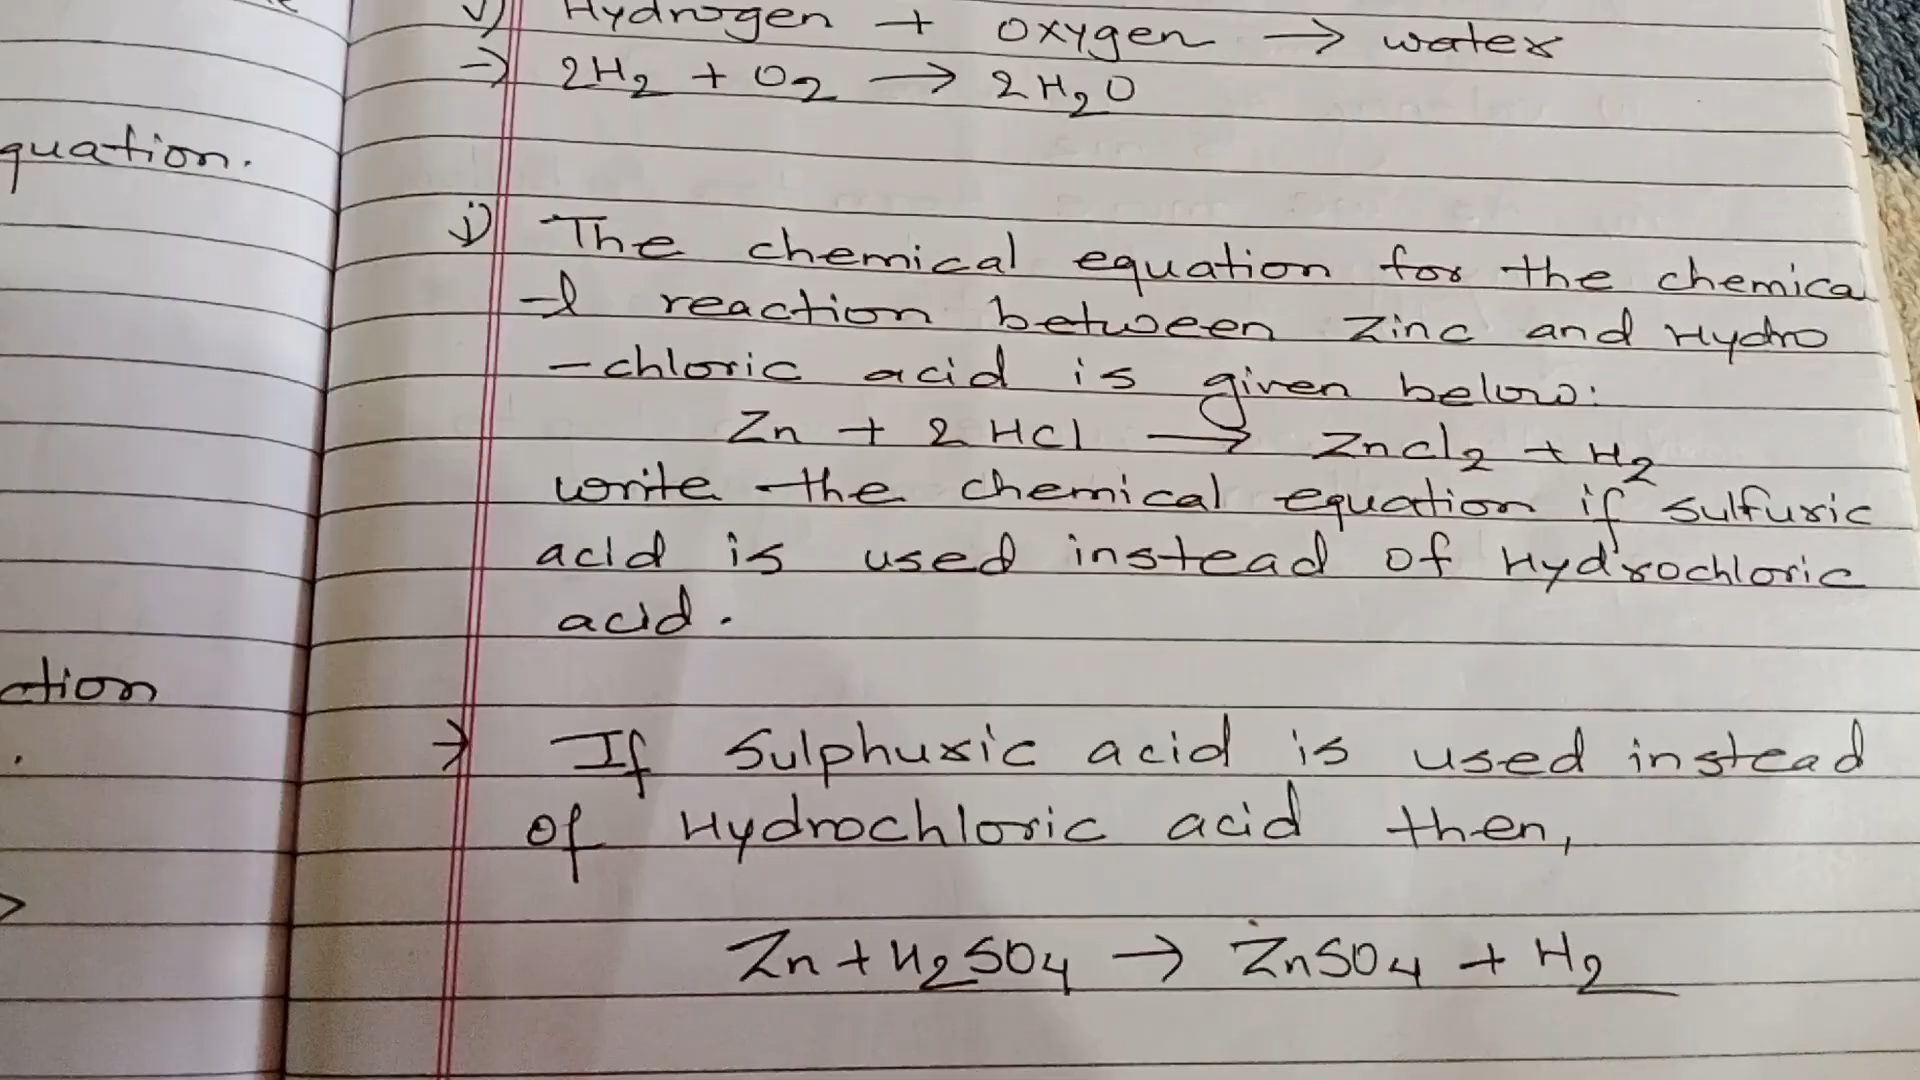 quation.
ction
.
>
v) Hydrogen + oxygen → water
→ 2H₂ + O₂ → 2H₂O
i) The chemical equation for the chemica
-l reaction between zinc and Hydro
-chloric acid is given below:
Zn + 2HCl → ZnCl₂ + H₂
write the chemical equation if sulfuric
acid is used instead of Hydrochloric
acid.
→ If Sulphuric acid is used instead
of Hydrochloric acid then,
Zn + H₂SO₄ → ZnSO₄ + H₂